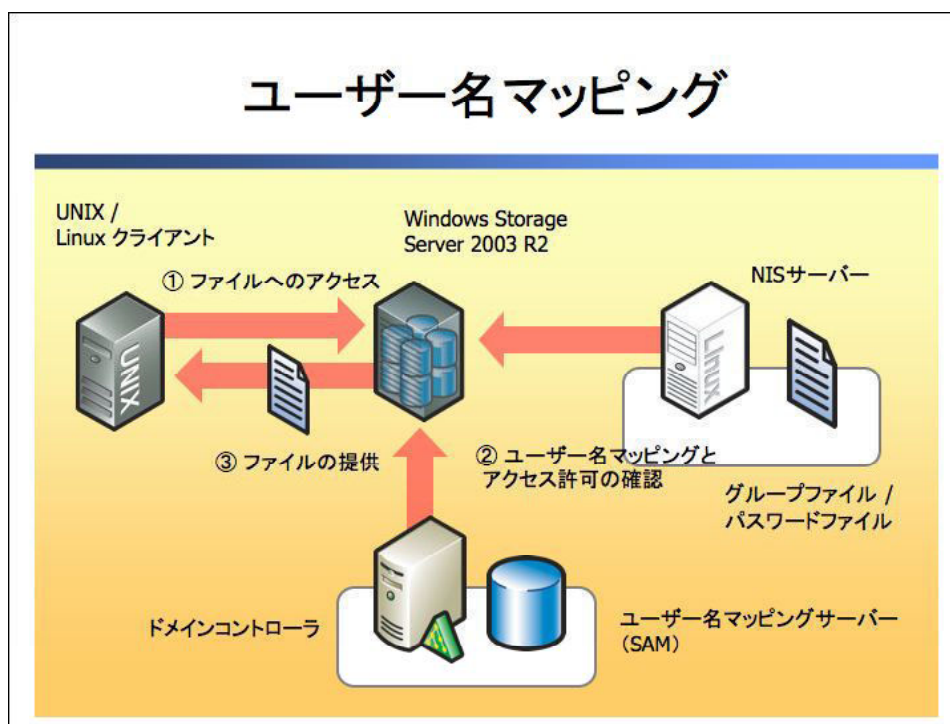 ユーザー名マッピング
UNIX /
Linux クライアント
Windows Storage
Server 2003 R2
① ファイルへのアクセス
NISサーバー
UNIX
Linux
③ ファイルの提供
② ユーザー名マッピングと
アクセス許可の確認
グループファイル /
パスワードファイル
ドメインコントローラ
ユーザー名マッピングサーバー
(SAM)